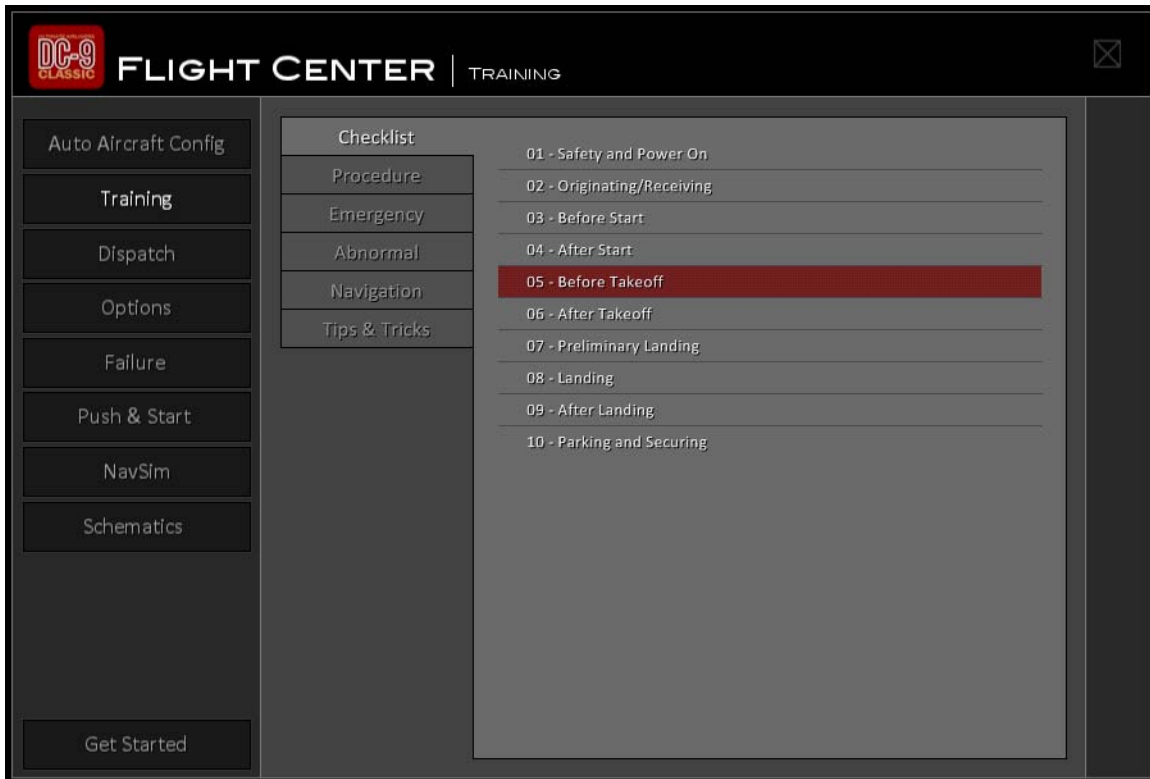 DC-9
CLASSIC
FLIGHT CENTER | TRAINING
Auto Aircraft Config
Training
Dispatch
Options
Failure
Push & Start
NavSim
Schematics
Get Started
Checklist
Procedure
Emergency
Abnormal
Navigation
Tips & Tricks
01 - Safety and Power On
02 - Originating/Receiving
03 - Before Start
04 - After Start
05 - Before Takeoff
06 - After Takeoff
07 - Preliminary Landing
08 - Landing
09 - After Landing
10 - Parking and Securing